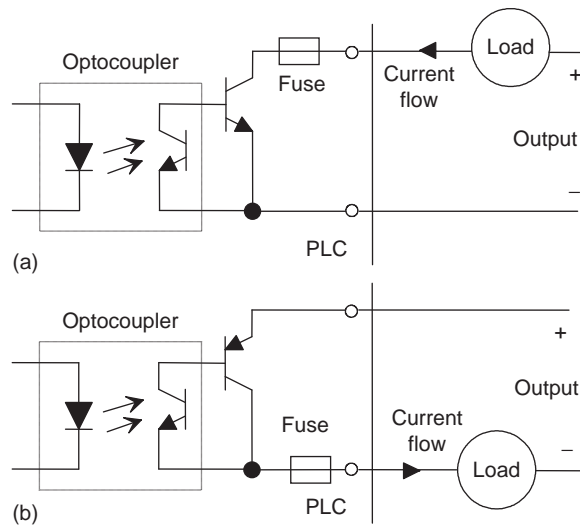 Load
Optocoupler
Fuse
Current
flow
+
Output
–
PLC
(a)
Optocoupler
+
Output
Fuse
Current
flow
–
Load
PLC
(b)